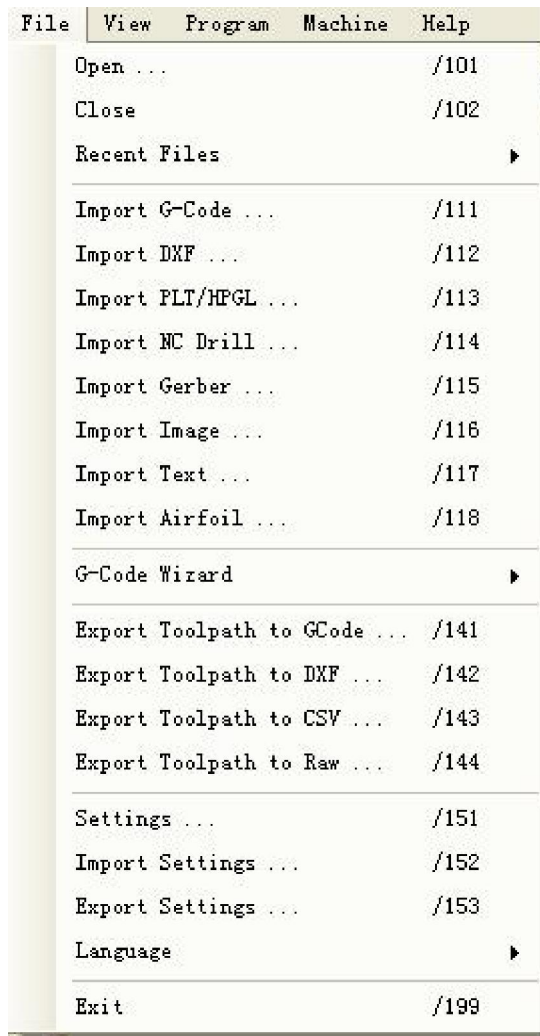 File View Program Machine Help
Open ... /101
Close /102
Recent Files
Import G-Code ... /111
Import DXF ... /112
Import PLT/HPGL ... /113
Import NC Drill ... /114
Import Gerber ... /115
Import Image ... /116
Import Text ... /117
Import Airfoil ... /118
G-Code Wizard
Export Toolpath to GCode ... /141
Export Toolpath to DXF ... /142
Export Toolpath to CSV ... /143
Export Toolpath to Raw ... /144
Settings ... /151
Import Settings ... /152
Export Settings ... /153
Language
Exit /199